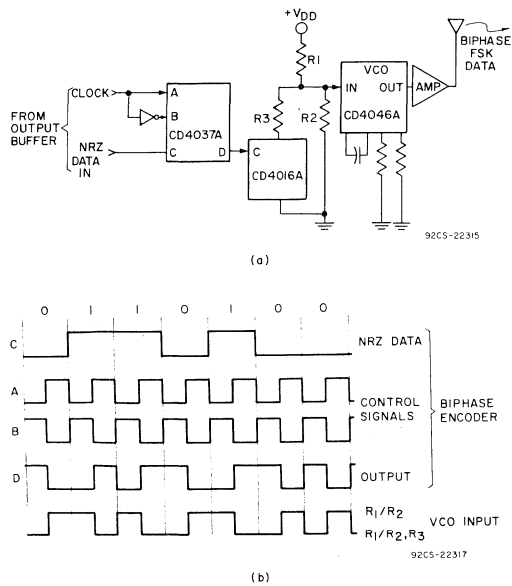 +VDD
R1
VCO
IN
OUT
AMP
CD4046A
BIPHASE
FSK
DATA
FROM
OUTPUT
BUFFER
CLOCK
NRZ
DATA
IN
A
B
CD4037A
C
D
R3
R2
C
CD4016A
92CS-22315
(a)
0 1 1 0 1 0 0
C
NRZ DATA
A
CONTROL
SIGNALS
B
BIPHASE
ENCODER
D
OUTPUT
R1/R2
VCO INPUT
R1/R2,R3
92CS-22317
(b)